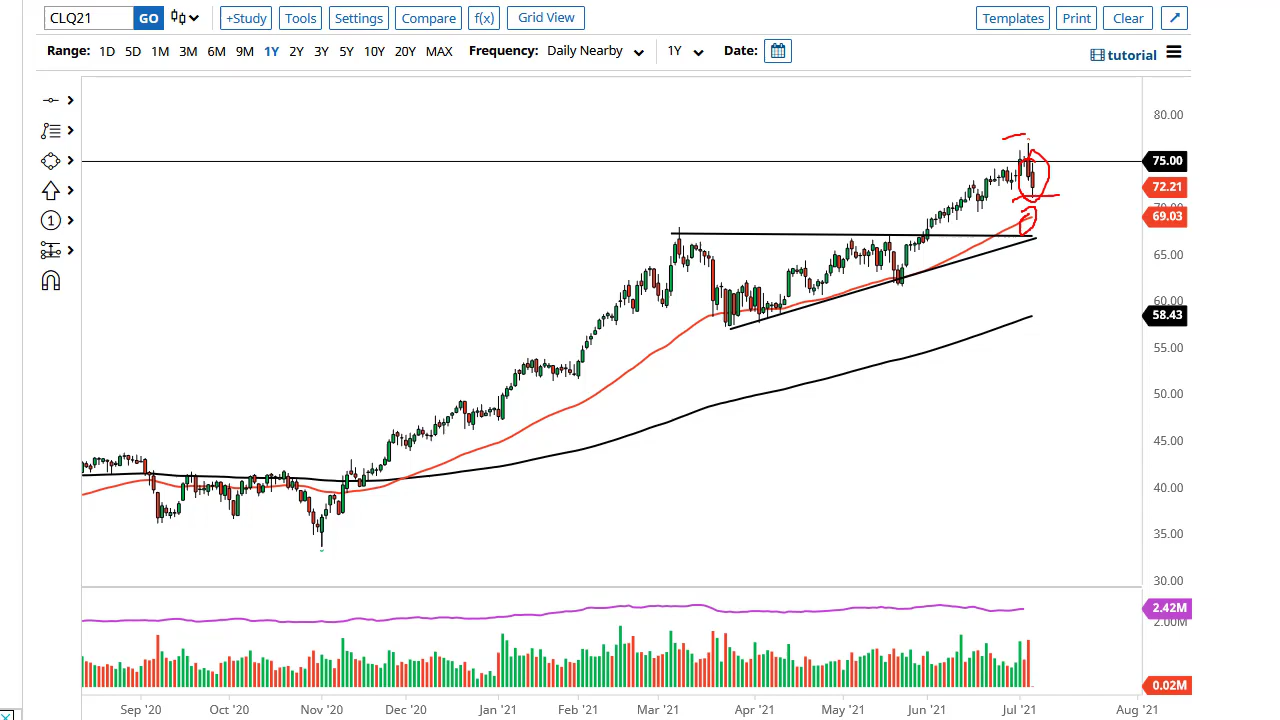 CLQ21 GO +Study Tools Settings Compare f(x) Grid View Templates Print Clear
Range: 1D 5D 1M 3M 6M 9M 1Y 2Y 3Y 5Y 10Y 20Y MAX Frequency: Daily Nearby 1Y Date: tutorial
1
80.00
75.00
72.21
70.00
69.03
65.00
60.00
58.43
55.00
50.00
45.00
40.00
35.00
30.00
2.42M
2.00M
0.02M
Sep '20 Oct '20 Nov '20 Dec '20 Jan '21 Feb '21 Mar '21 Apr '21 May '21 Jun '21 Jul '21 Aug '21